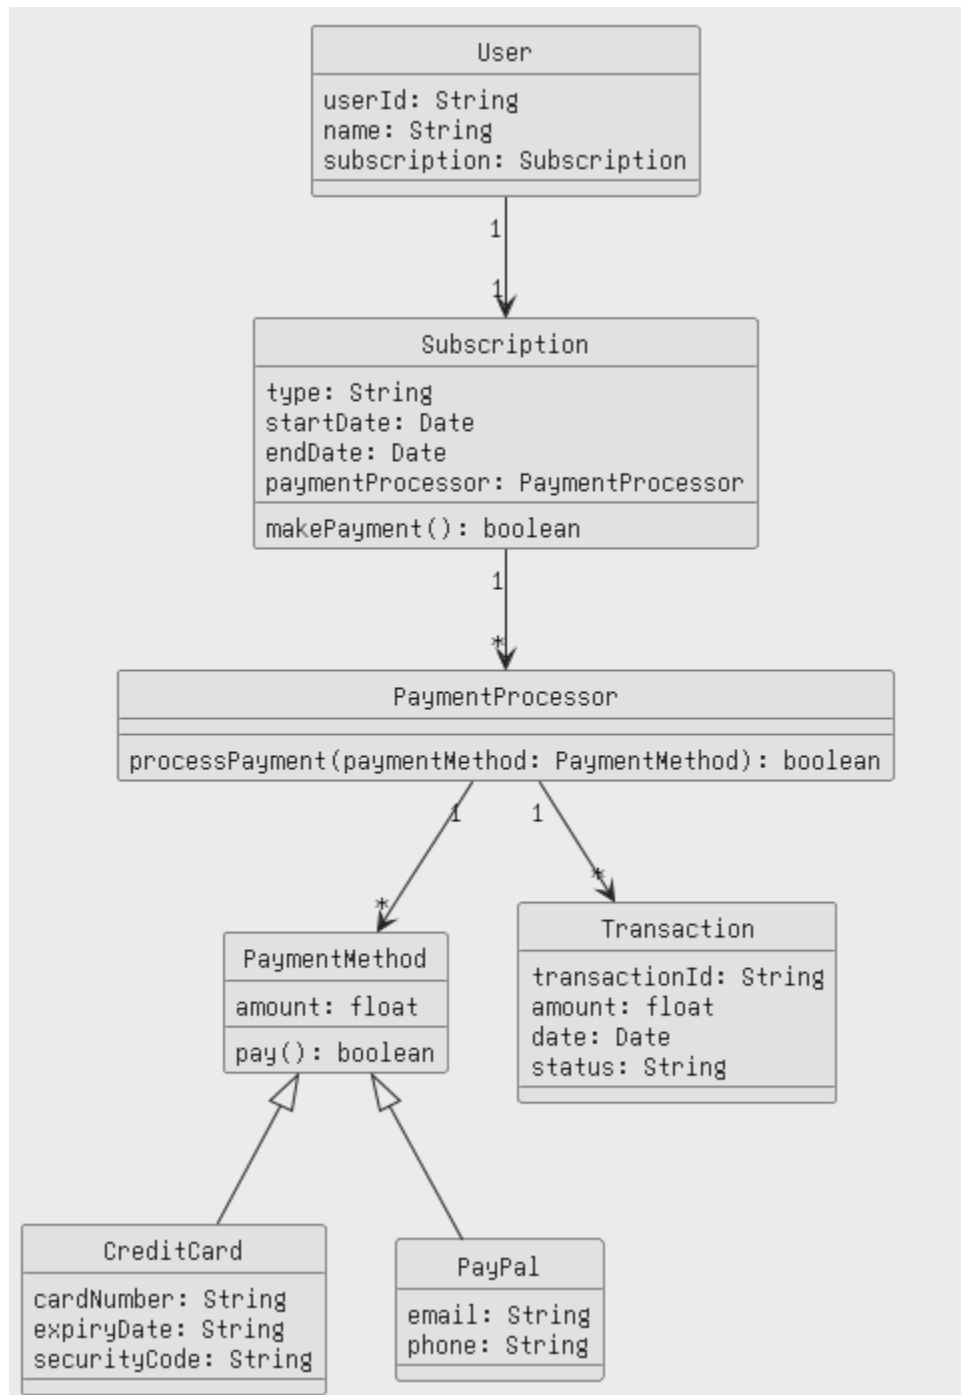 User
userId: String
name: String
subscription: Subscription
1
1
Subscription
type: String
startDate: Date
endDate: Date
paymentProcessor: PaymentProcessor
makePayment(): boolean
1
*
PaymentProcessor
processPayment(paymentMethod: PaymentMethod): boolean
1
1
*
*
PaymentMethod
amount: float
pay(): boolean
Transaction
transactionId: String
amount: float
date: Date
status: String
CreditCard
cardNumber: String
expiryDate: String
securityCode: String
PayPal
email: String
phone: String